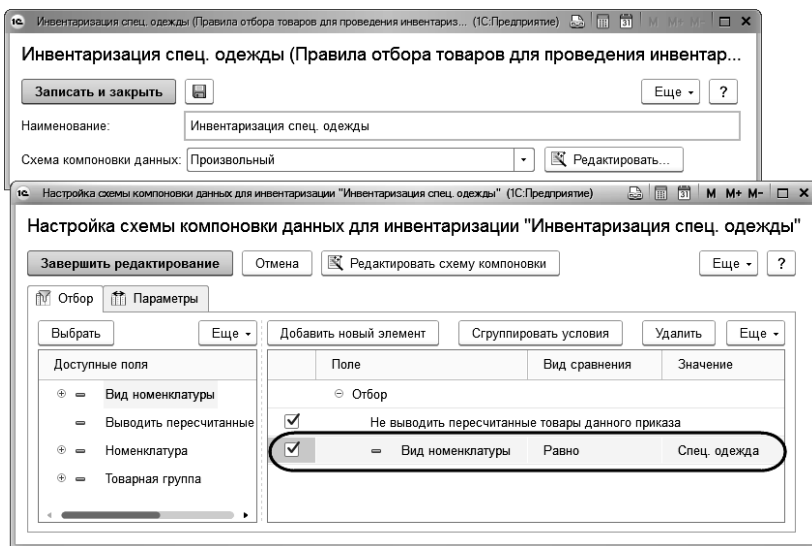 Инвентаризация спец. одежды (Правила отбора товаров для проведения инвентариз... (1С:Предприятие) 31 M M+ M-
Инвентаризация спец. одежды (Правила отбора товаров для проведения инвентар...
Записать и закрыть Еще ?
Наименование: Инвентаризация спец. одежды
Схема компоновки данных: Произвольный Редактировать...
Настройка схемы компоновки данных для инвентаризации "Инвентаризация спец. одежды" (1С:Предприятие) 31 M M+ M-
Настройка схемы компоновки данных для инвентаризации "Инвентаризация спец. одежды"
Завершить редактирование Отмена Редактировать схему компоновки Еще ?
Отбор Параметры
Выбрать Еще Добавить новый элемент Сгруппировать условия Удалить Еще
Доступные поля Поле Вид сравнения Значение
Вид номенклатуры Отбор
Выводить пересчитанные Не выводить пересчитанные товары данного приказа
Номенклатура Вид номенклатуры Равно Спец. одежда
Товарная группа